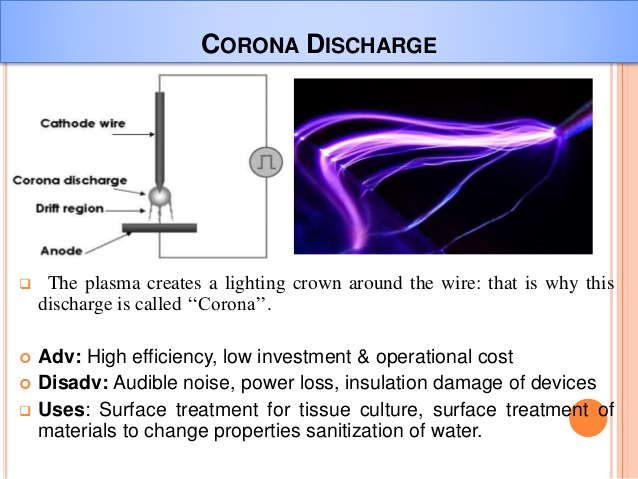 CORONA DISCHARGE
Cathode wire
Corona discharge
Drift region
Anode
The plasma creates a lighting crown around the wire: that is why this
discharge is called ‘‘Corona’’.
Adv: High efficiency, low investment & operational cost
Disadv: Audible noise, power loss, insulation damage of devices
Uses: Surface treatment for tissue culture, surface treatment of
materials to change properties sanitization of water.